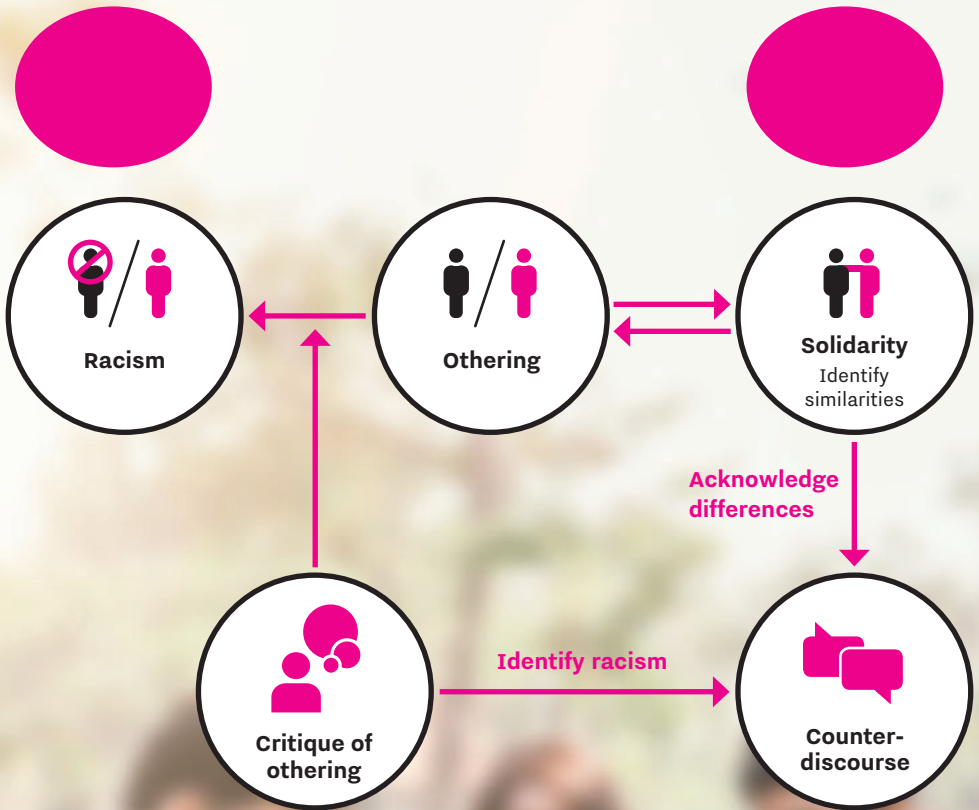 Racism
Othering
Solidarity
Identify
similarities
Acknowledge
differences
Identify racism
Critique of
othering
Counter-
discourse